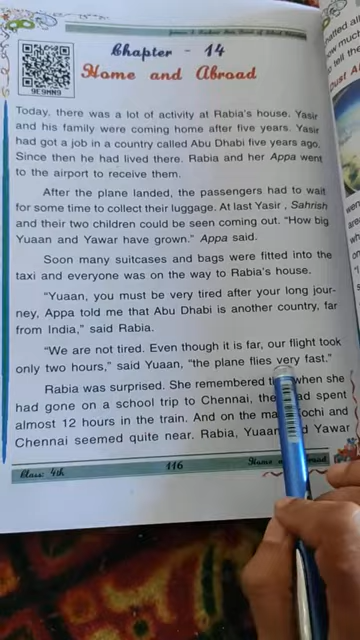 Chapter - 14
Home and Abroad
9E9MN9
Today, there was a lot of activity at Rabia's house. Yasir
and his family were coming home after five years. Yasir
had got a job in a country called Abu Dhabi five years ago.
Since then he had lived there. Rabia and her Appa went
to the airport to receive them.
After the plane landed, the passengers had to wait
for some time to collect their luggage. At last Yasir , Sahrish
and their two children could be seen coming out. "How big
Yuaan and Yawar have grown." Appa said.
Soon many suitcases and bags were fitted into the
taxi and everyone was on the way to Rabia's house.
"Yuaan, you must be very tired after your long jour-
ney, Appa told me that Abu Dhabi is another country, far
from India," said Rabia.
"We are not tired. Even though it is far, our flight took
only two hours," said Yuaan, "the plane flies very fast."
Rabia was surprised. She remembered when she
had gone on a school trip to Chennai, spent
almost 12 hours in the train. And on the and
Chennai seemed quite near. Rabia, Yuaan Yawar
Class: 4th 116 Home